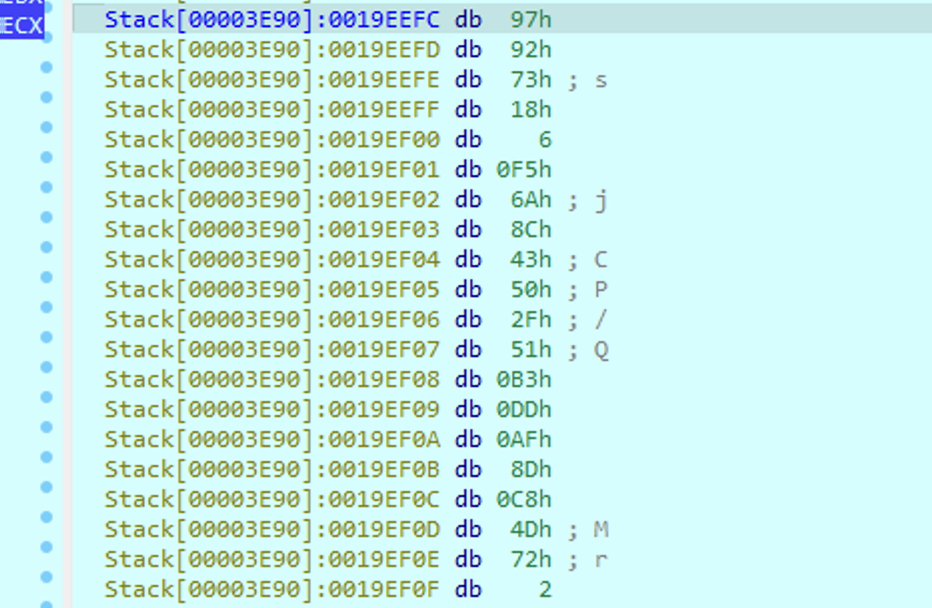 ECX Stack[00003E90]:0019EEFC db 97h
Stack[00003E90]:0019EEFD db 92h
Stack[00003E90]:0019EEFE db 73h ; s
Stack[00003E90]:0019EEFF db 18h
Stack[00003E90]:0019EF00 db 6
Stack[00003E90]:0019EF01 db 0F5h
Stack[00003E90]:0019EF02 db 6Ah ; j
Stack[00003E90]:0019EF03 db 8Ch
Stack[00003E90]:0019EF04 db 43h ; C
Stack[00003E90]:0019EF05 db 50h ; P
Stack[00003E90]:0019EF06 db 2Fh ; /
Stack[00003E90]:0019EF07 db 51h ; Q
Stack[00003E90]:0019EF08 db 0B3h
Stack[00003E90]:0019EF09 db 0DDh
Stack[00003E90]:0019EF0A db 0AFh
Stack[00003E90]:0019EF0B db 8Dh
Stack[00003E90]:0019EF0C db 0C8h
Stack[00003E90]:0019EF0D db 4Dh ; M
Stack[00003E90]:0019EF0E db 72h ; r
Stack[00003E90]:0019EF0F db 2